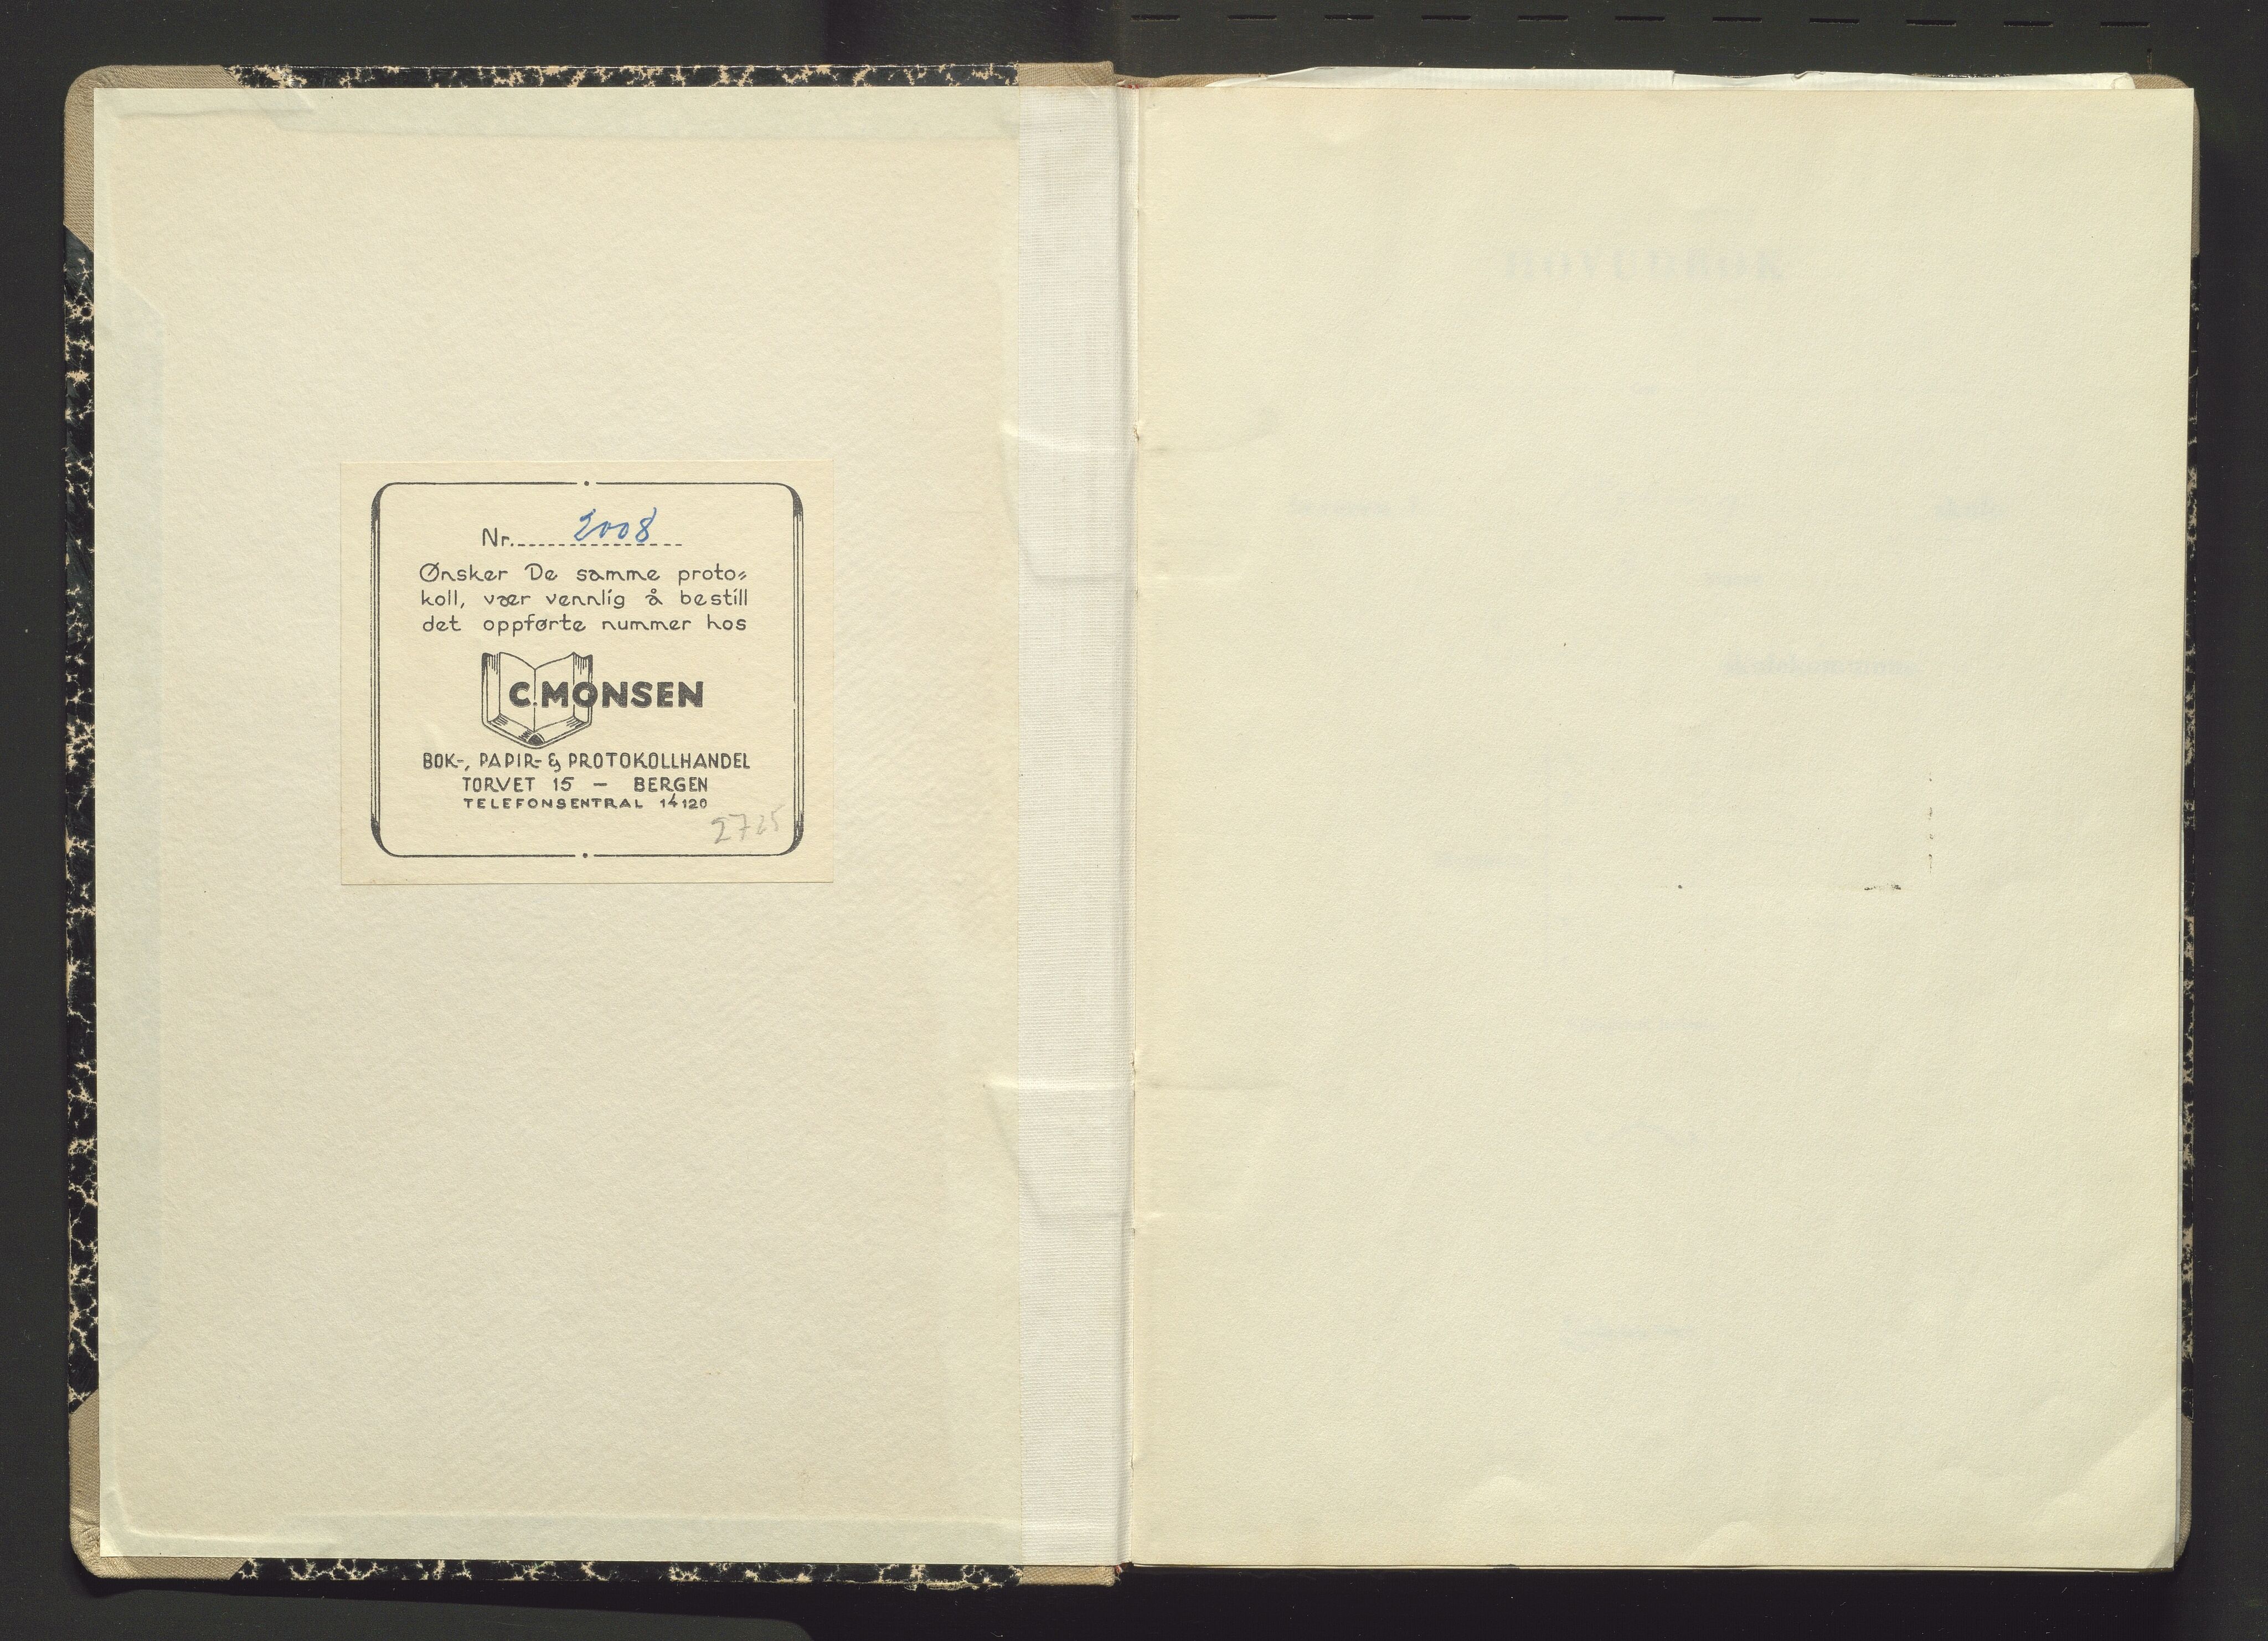 Nr. 2008
Ønsker De samme proto-
koll, vær vennlig å bestill
det oppførte nummer hos
C. MONSEN
BOK-, PAPIR- & PROTOKOLLHANDEL
TORVET 15 — BERGEN
TELEFONSENTRAL 14120
2725